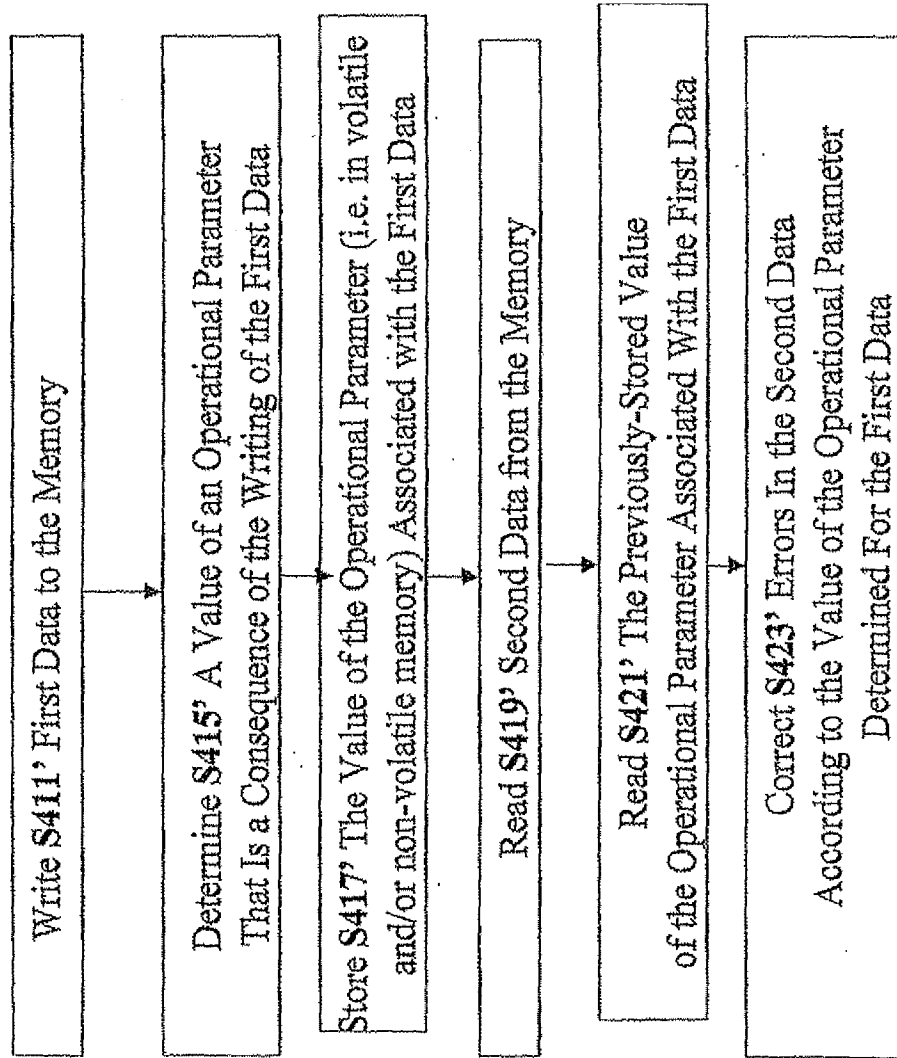 Write S411' First Data to the Memory
Determine S415' A Value of an Operational Parameter
That Is a Consequence of the Writing of the First Data
Store S417' The Value of the Operational Parameter (i.e. in volatile
and/or non-volatile memory) Associated with the First Data
Read S419' Second Data from the Memory
Read S421' The Previously-Stored Value
of the Operational Parameter Associated With the First Data
Correct S423' Errors In the Second Data
According to the Value of the Operational Parameter
Determined For the First Data